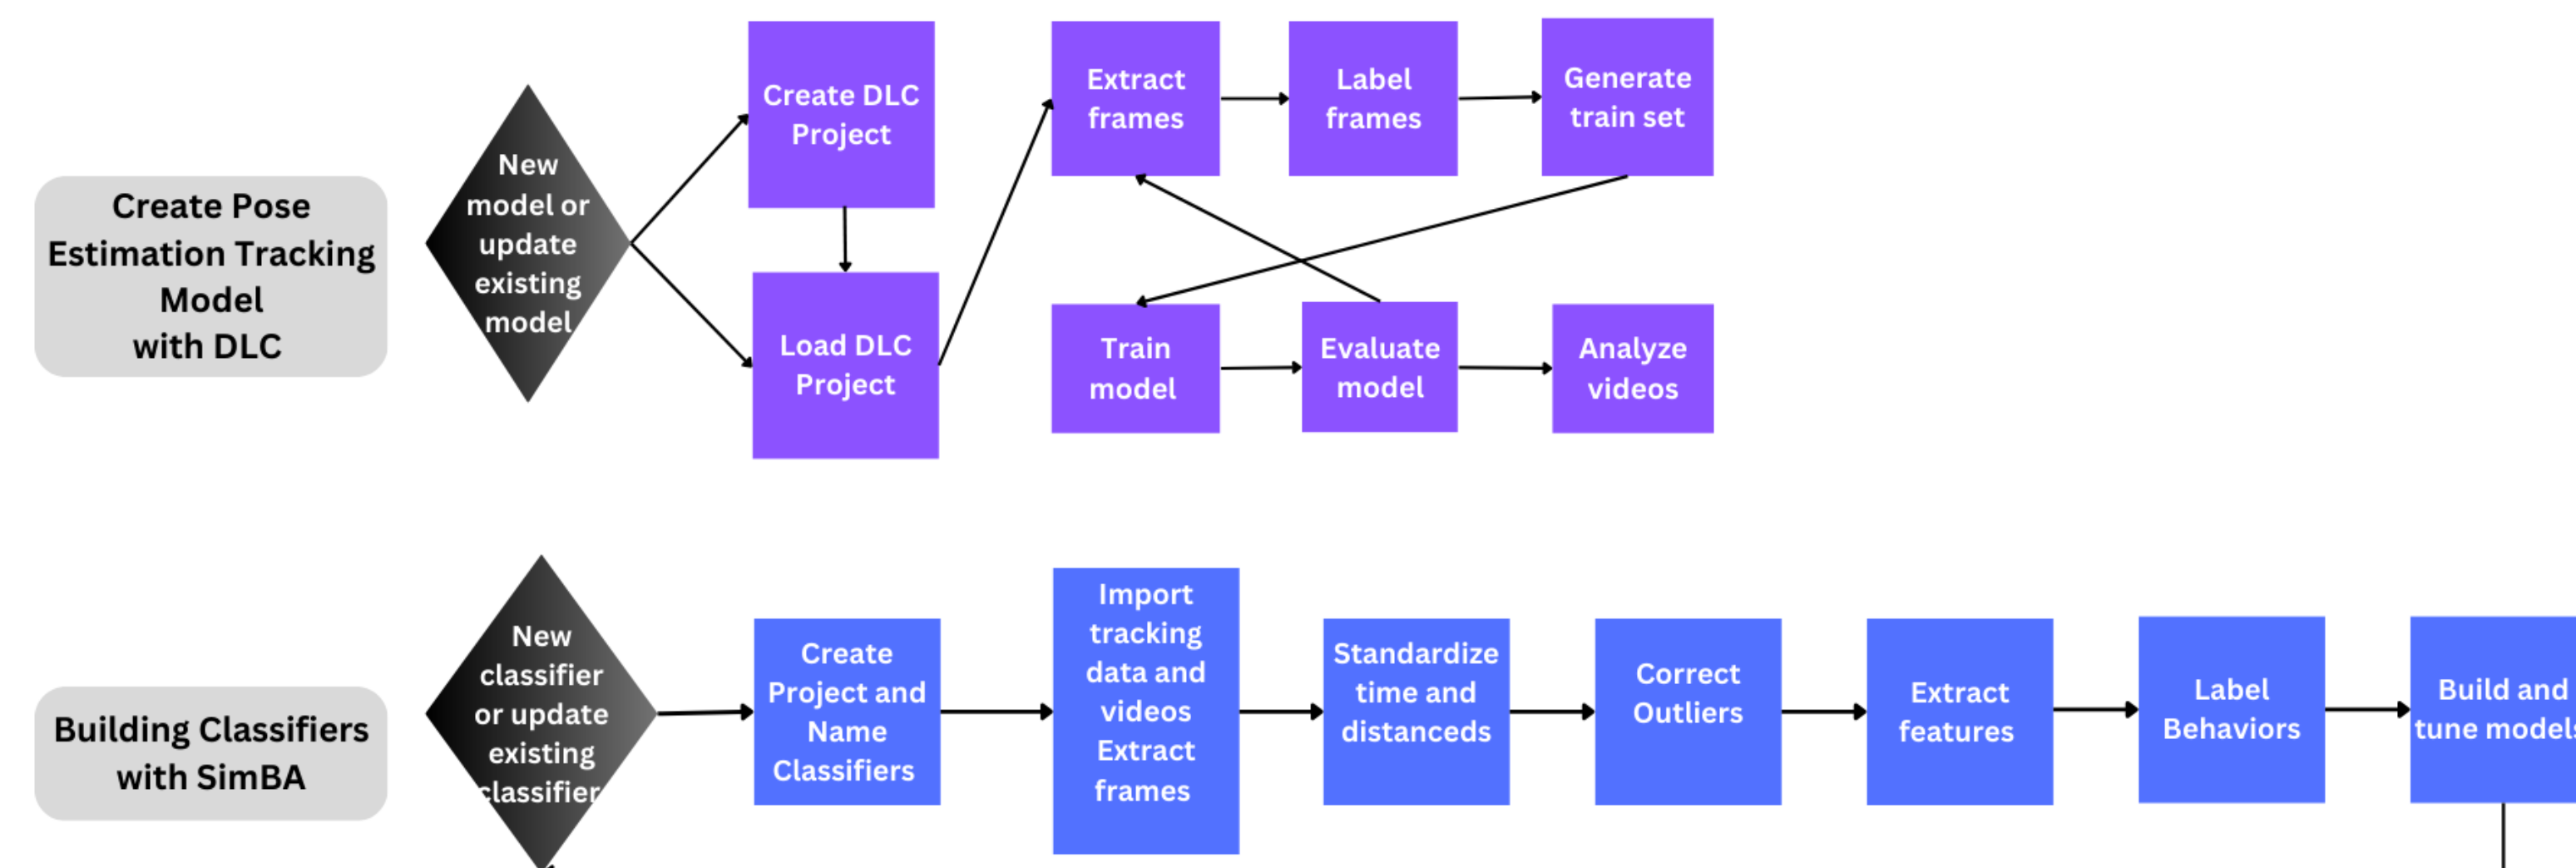 Create Pose
Estimation Tracking
Model
with DLC
New
model or
update
existing
model
Create DLC
Project
Load DLC
Project
Extract
frames
Label
frames
Generate
train set
Train
model
Evaluate
model
Analyze
videos
Building Classifiers
with SimBA
New
classifier
or update
existing
classifier
Create
Project and
Name
Classifiers
Import
tracking
data and
videos
Extract
frames
Standardize
time and
distanceds
Correct
Outliers
Extract
features
Label
Behaviors
Build and
tune models